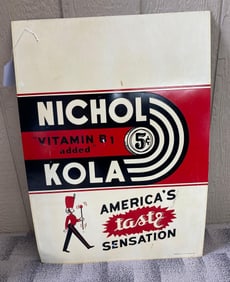 NICHOL
VITAMIN B1
added
5¢
KOLA
AMERICA'S
taste
SENSATION